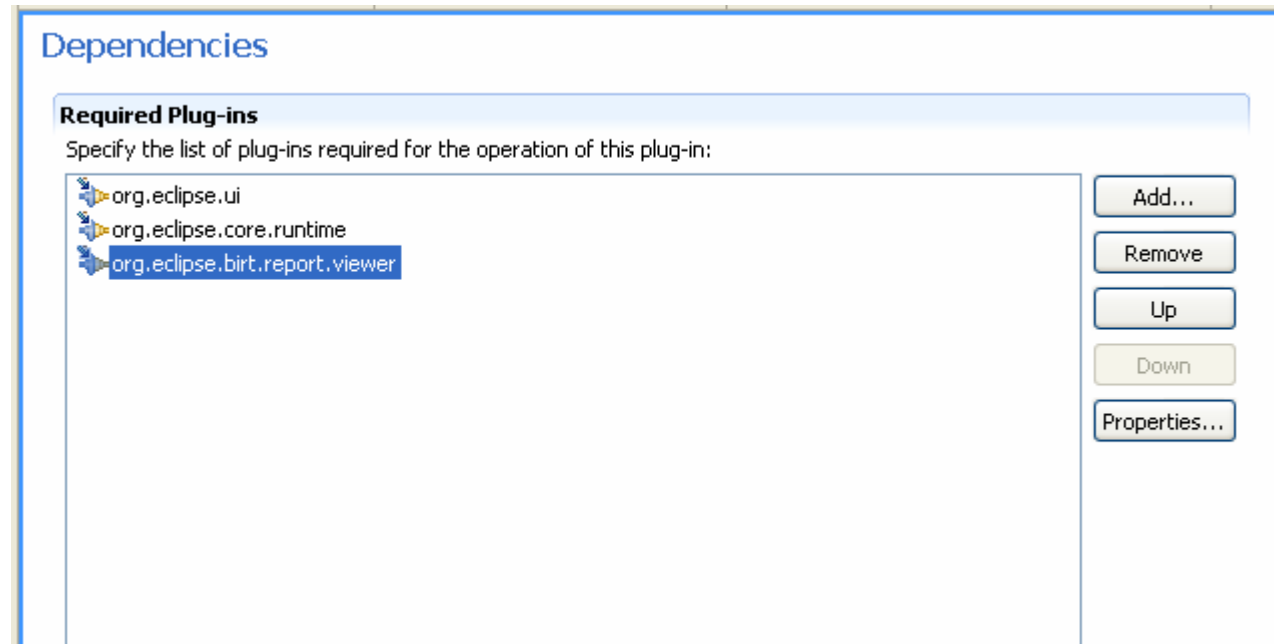 Dependencies
Required Plug-ins
Specify the list of plug-ins required for the operation of this plug-in:
org.eclipse.ui
org.eclipse.core.runtime
org.eclipse.birt.report.viewer
Add...
Remove
Up
Down
Properties...